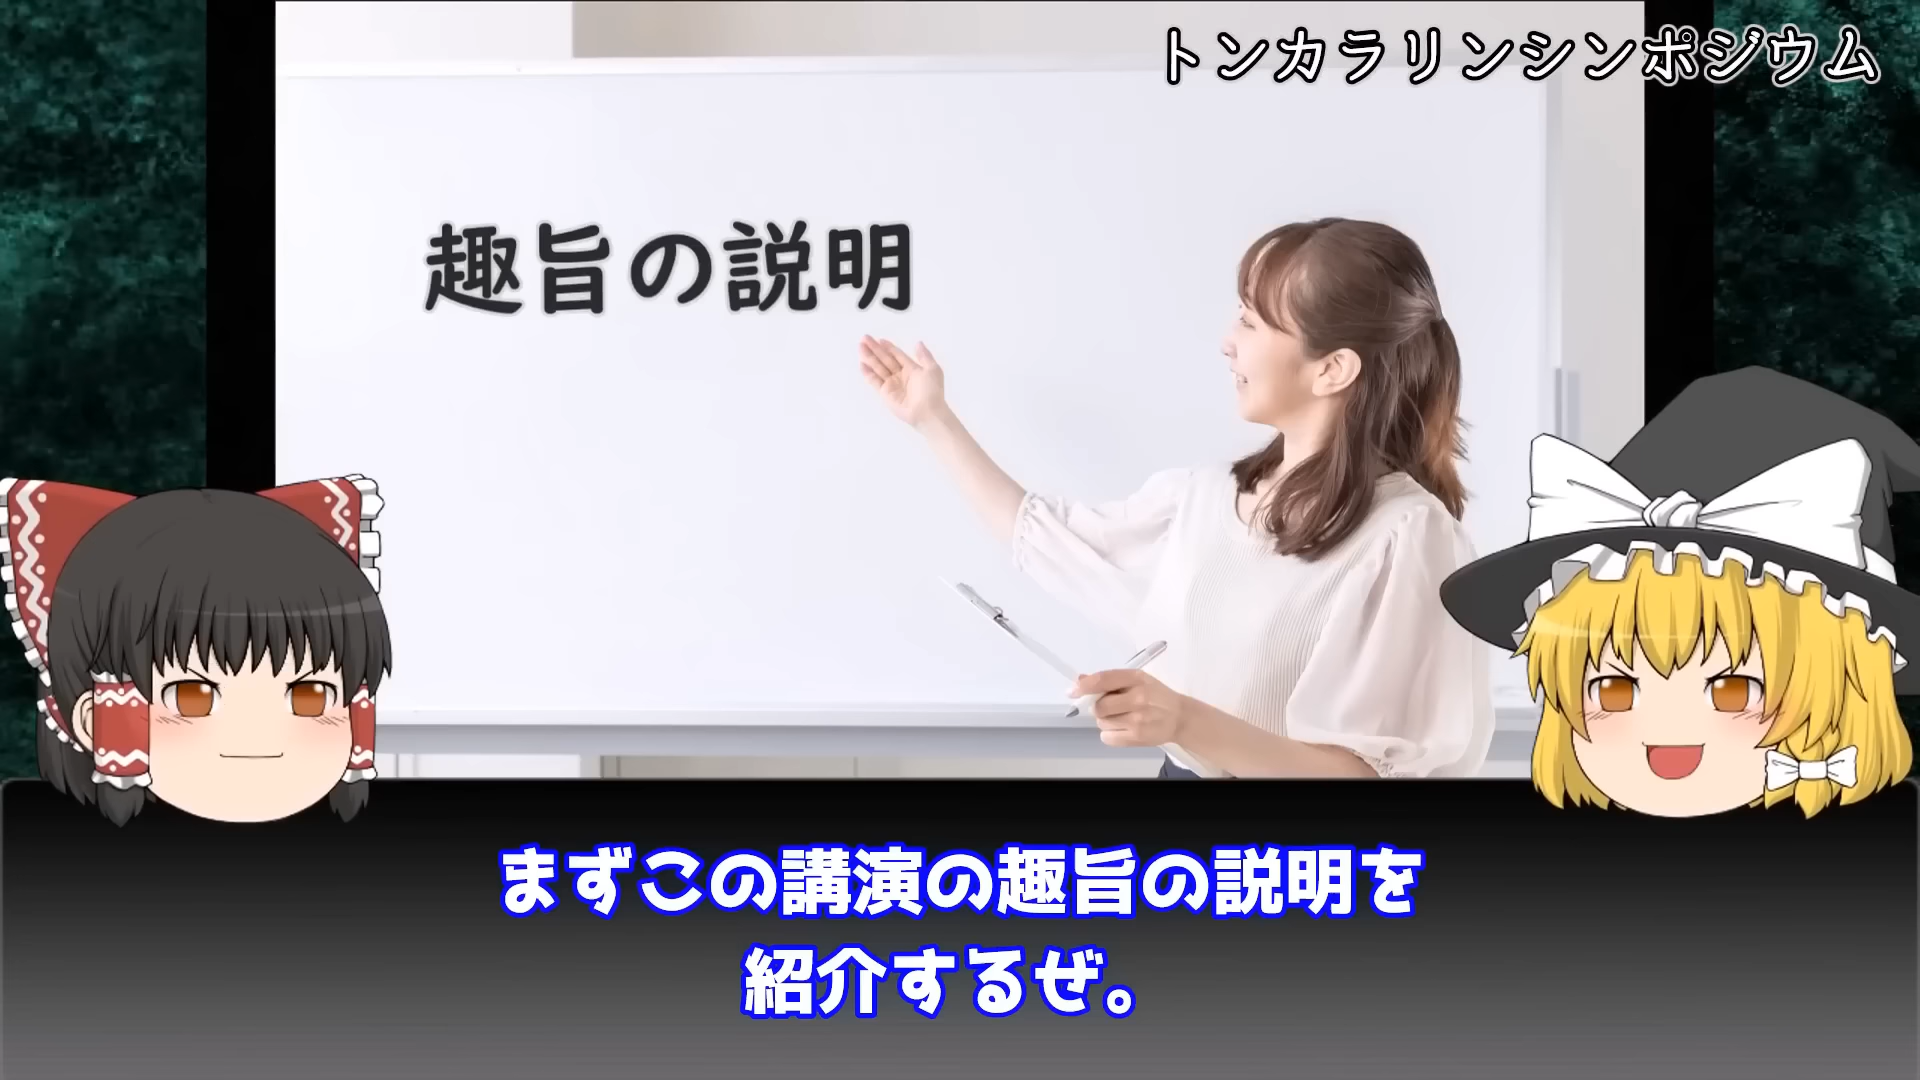 トンカラリンシンポジウム
趣旨の説明
まずこの講演の趣旨の説明を
紹介するぜ。